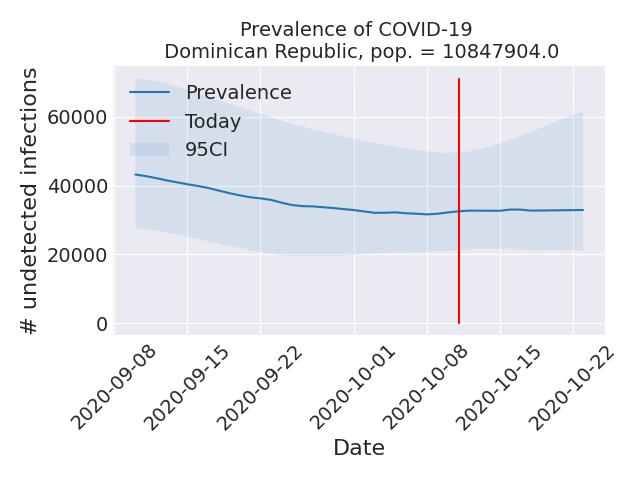 Prevalence of COVID-19
Dominican Republic, pop. = 10847904.0
# undetected infections
60000
40000
20000
0
Prevalence
Today
95CI
2020-09-08
2020-09-15
2020-09-22
2020-10-01
2020-10-08
2020-10-15
2020-10-22
Date